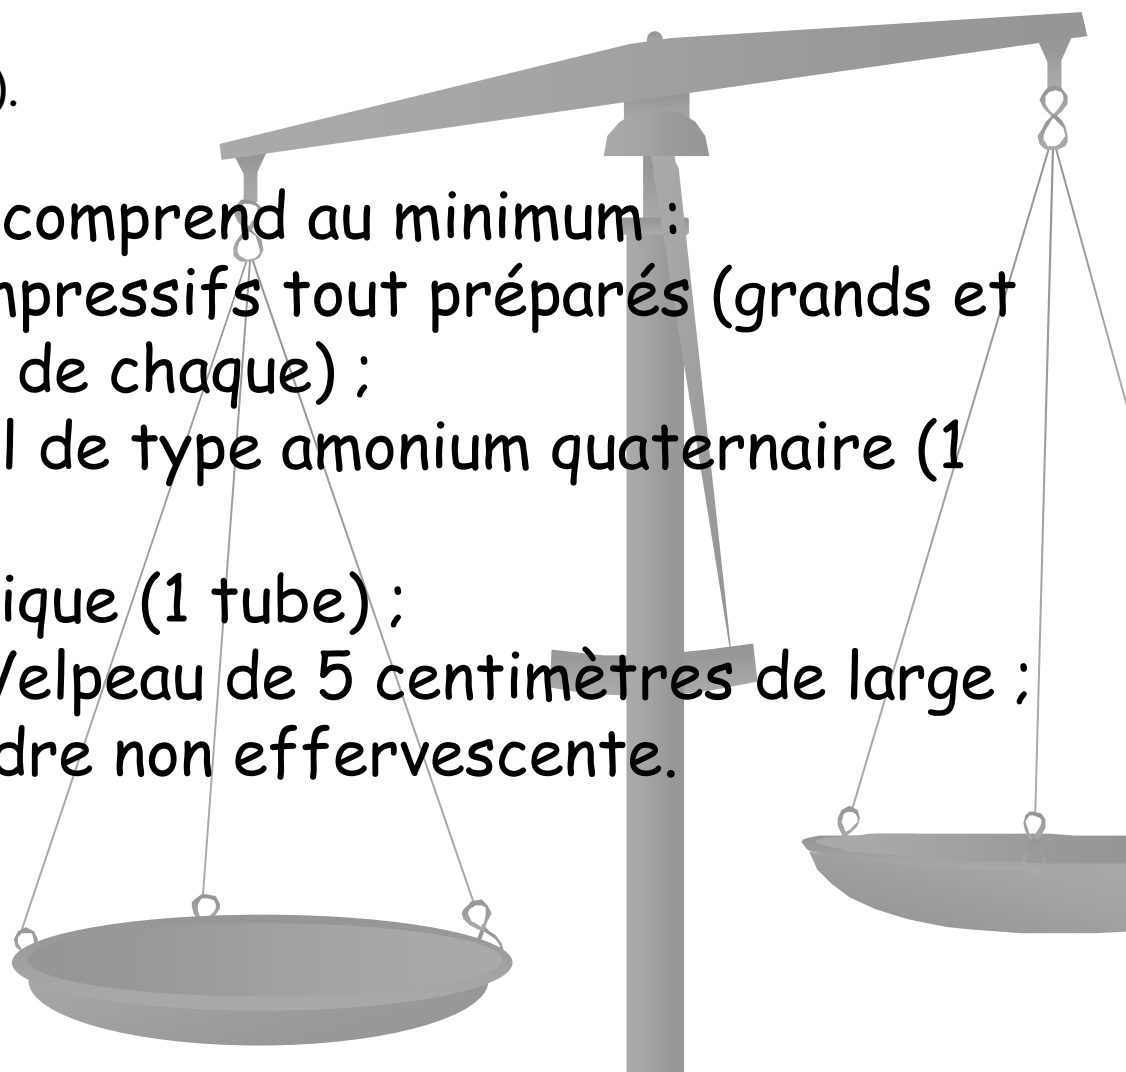 ).
comprend au minimum :
mpressifs tout préparés (grands et
de chaque) ;
l de type amonium quaternaire (1
ique (1 tube) ;
Velpeau de 5 centimètres de large ;
dre non effervescente.